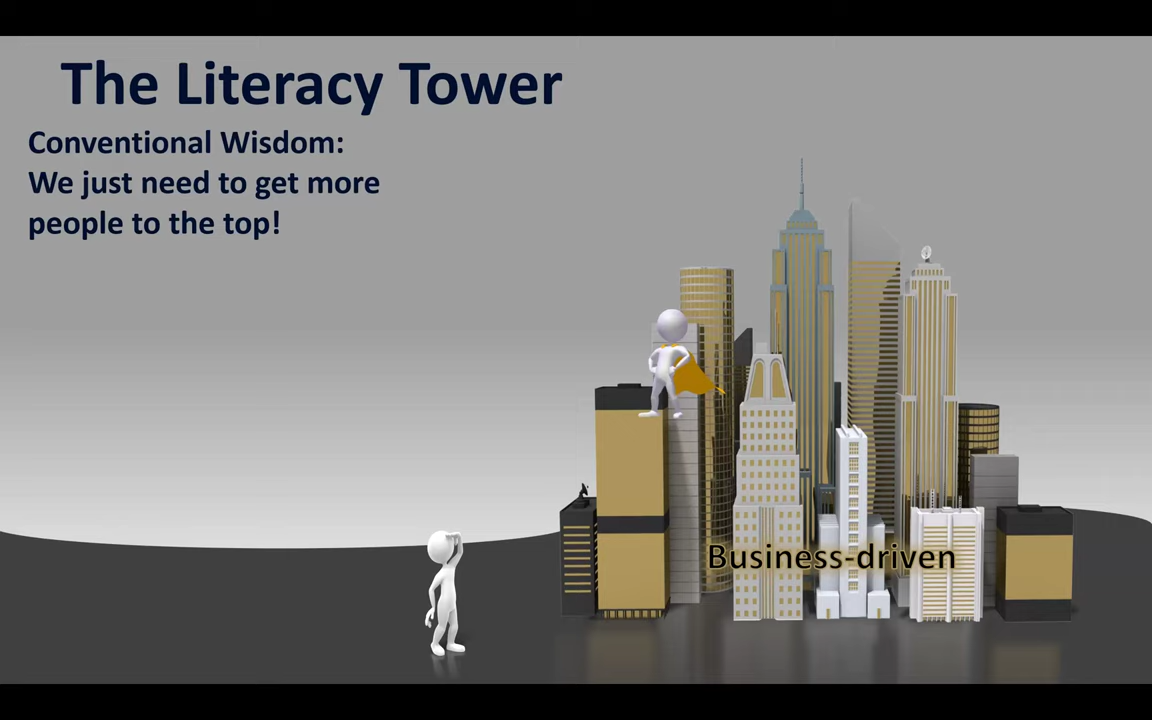 The Literacy Tower
Conventional Wisdom:
We just need to get more
people to the top!
Business-driven